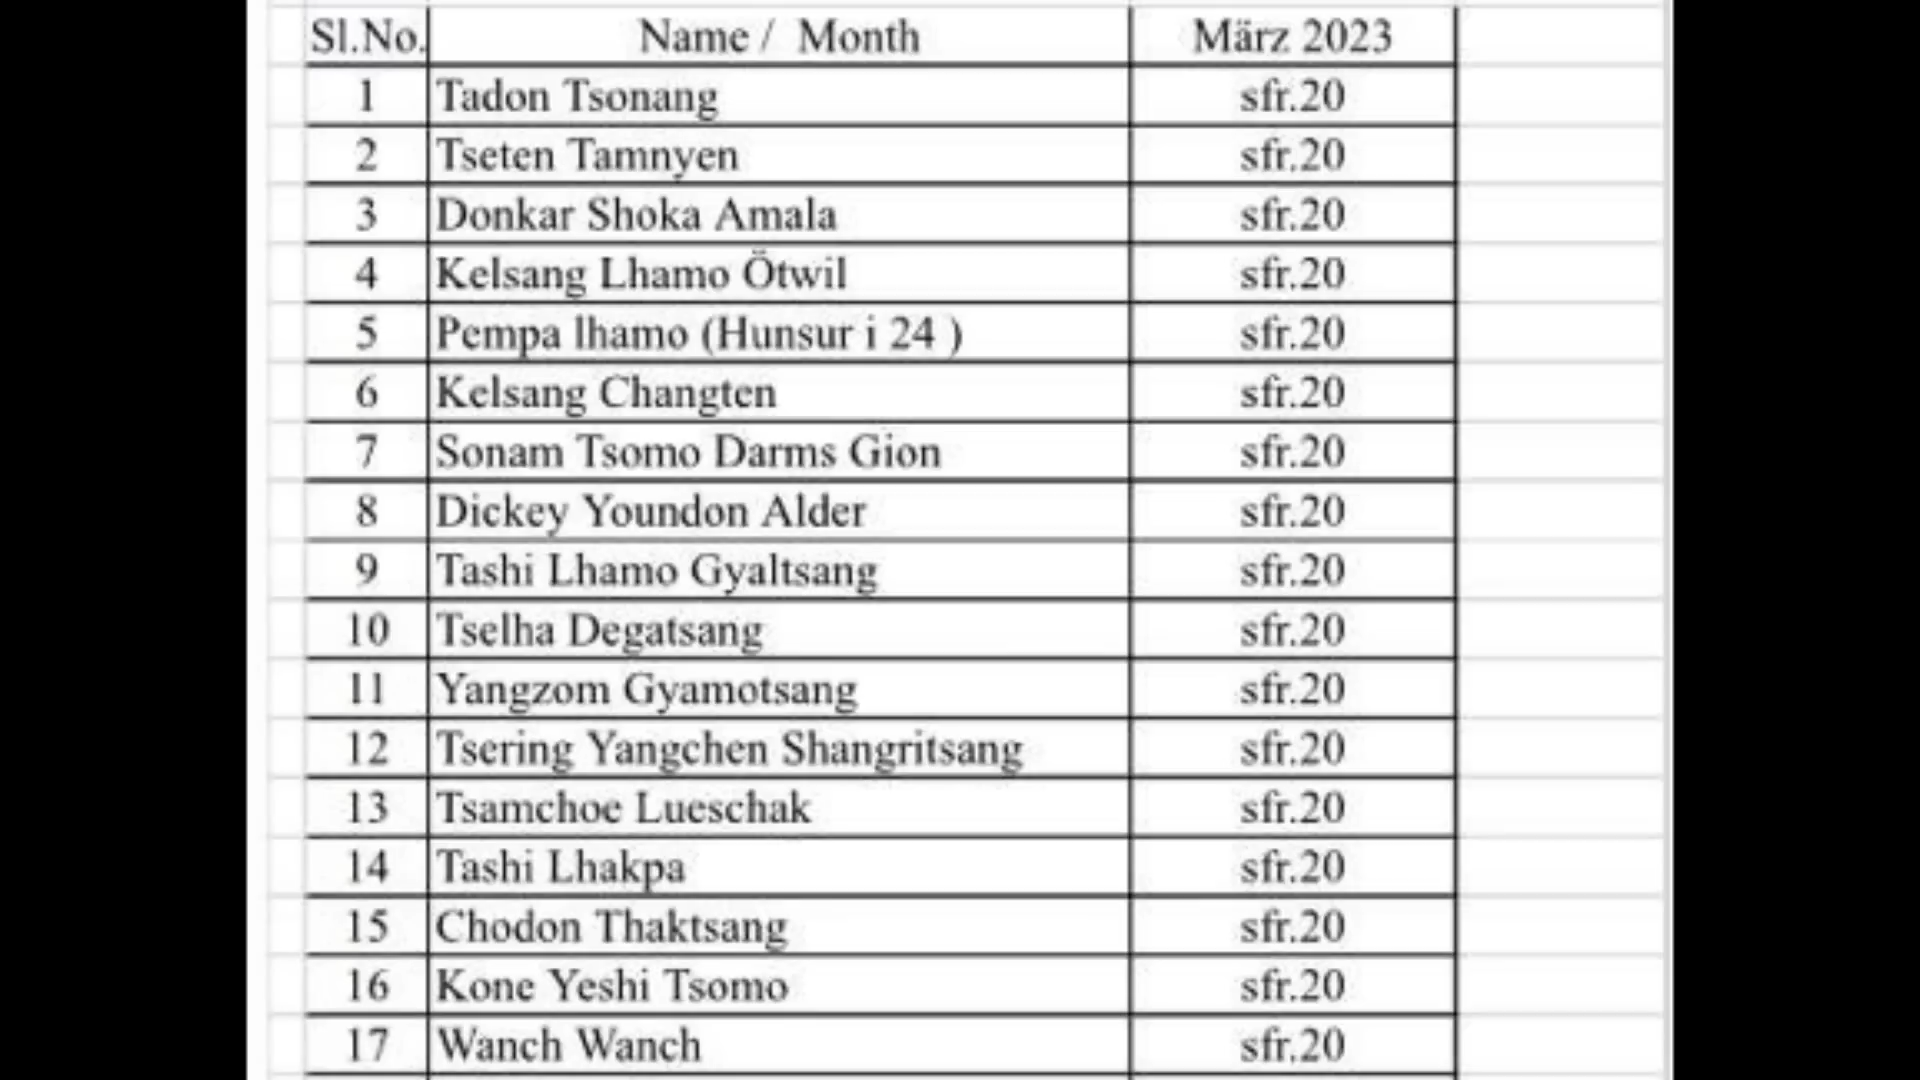 Sl.No. Name / Month März 2023
1 Tadon Tsonang sfr.20
2 Tseten Tamnyen sfr.20
3 Donkar Shoka Amala sfr.20
4 Kelsang Lhamo Ötwil sfr.20
5 Pempa lhamo (Hunsur i 24 ) sfr.20
6 Kelsang Changten sfr.20
7 Sonam Tsomo Darms Gion sfr.20
8 Dickey Youndon Alder sfr.20
9 Tashi Lhamo Gyaltsang sfr.20
10 Tselha Degatsang sfr.20
11 Yangzom Gyamotsang sfr.20
12 Tsering Yangchen Shangritsang sfr.20
13 Tsamchoe Lueschak sfr.20
14 Tashi Lhakpa sfr.20
15 Chodon Thaktsang sfr.20
16 Kone Yeshi Tsomo sfr.20
17 Wanch Wanch sfr.20